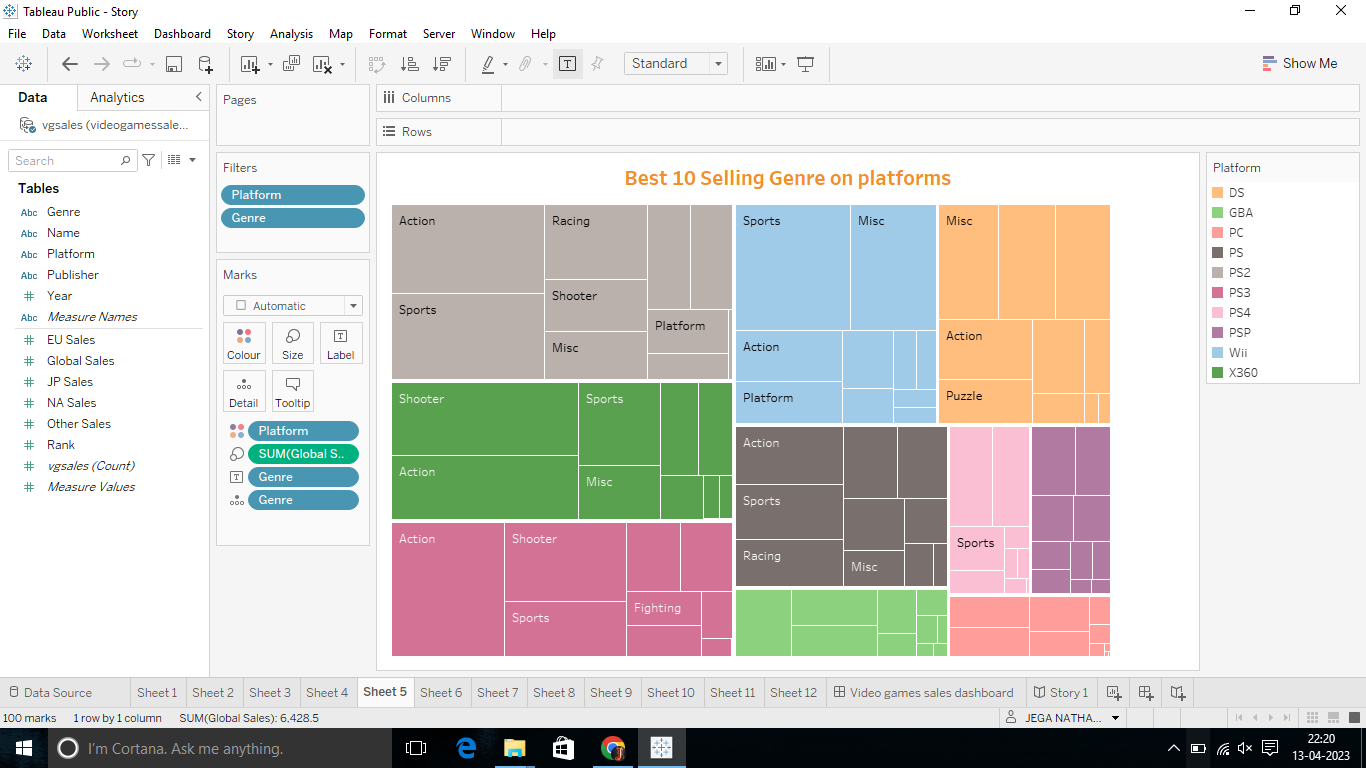 Tableau Public - Story
File Data Worksheet Dashboard Story Analysis Map Format Server Window Help
Standard
Show Me
Data Analytics
vgsales (videogamessale...
Search
Tables
Abc Genre
Abc Name
Abc Platform
Abc Publisher
# Year
Abc Measure Names
# EU Sales
# Global Sales
# JP Sales
# NA Sales
# Other Sales
# Rank
# vgsales (Count)
# Measure Values
Pages
Filters
Platform
Genre
Marks
Automatic
Colour Size Label
Detail Tooltip
Platform
SUM(Global S..
Genre
Genre
Columns
Rows
Best 10 Selling Genre on platforms
Action
Racing
Sports
Shooter
Misc
Platform
Sports
Misc
Action
Platform
Misc
Action
Puzzle
Shooter
Sports
Action
Misc
Action
Sports
Racing
Misc
Sports
Action
Shooter
Sports
Fighting
Platform
DS
GBA
PC
PS
PS2
PS3
PS4
PSP
Wii
X360
Data Source Sheet 1 Sheet 2 Sheet 3 Sheet 4 Sheet 5 Sheet 6 Sheet 7 Sheet 8 Sheet 9 Sheet 10 Sheet 11 Sheet 12 Video games sales dashboard Story 1
100 marks 1 row by 1 column SUM(Global Sales): 6,428.5 JEGA NATHA...
I'm Cortana. Ask me anything.
22:20
13-04-2023